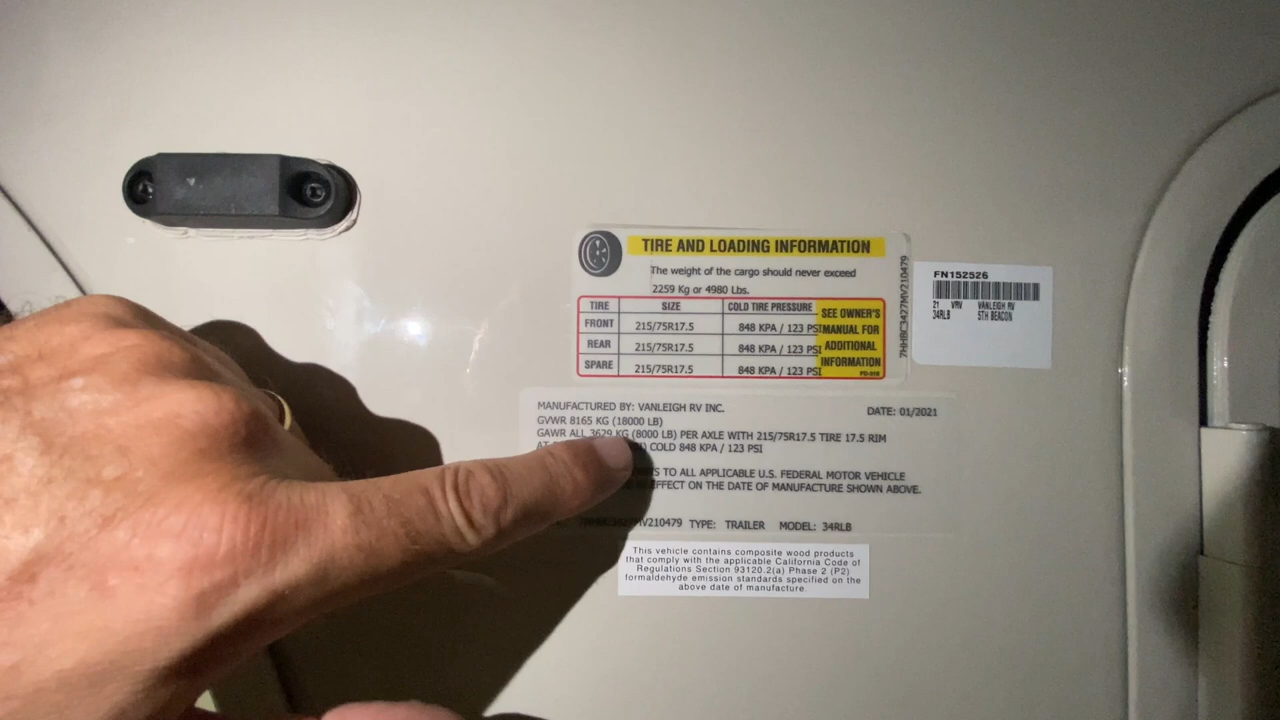 TIRE AND LOADING INFORMATION
The weight of the cargo should never exceed
2259 Kg or 4980 Lbs.
TIRE SIZE COLD TIRE PRESSURE
FRONT 215/75R17.5 848 KPA / 123 PSI
REAR 215/75R17.5 848 KPA / 123 PSI
SPARE 215/75R17.5 848 KPA / 123 PSI
SEE OWNER'S
MANUAL FOR
ADDITIONAL
INFORMATION
7HHBC3427MV210479
FN152526
21 VRV VANLEIGH RV
34RLB 5TH BEACON
MANUFACTURED BY: VANLEIGH RV INC. DATE: 01/2021
GVWR 8165 KG (18000 LB)
GAWR ALL 3629 KG (8000 LB) PER AXLE WITH 215/75R17.5 TIRE 17.5 RIM
AT COLD 848 KPA / 123 PSI
TO ALL APPLICABLE U.S. FEDERAL MOTOR VEHICLE
EFFECT ON THE DATE OF MANUFACTURE SHOWN ABOVE.
TYPE: TRAILER MODEL: 34RLB
This vehicle contains composite wood products
that comply with the applicable California Code of
Regulations Section 93120.2(a) Phase 2 (P2)
formaldehyde emission standards specified on the
above date of manufacture.